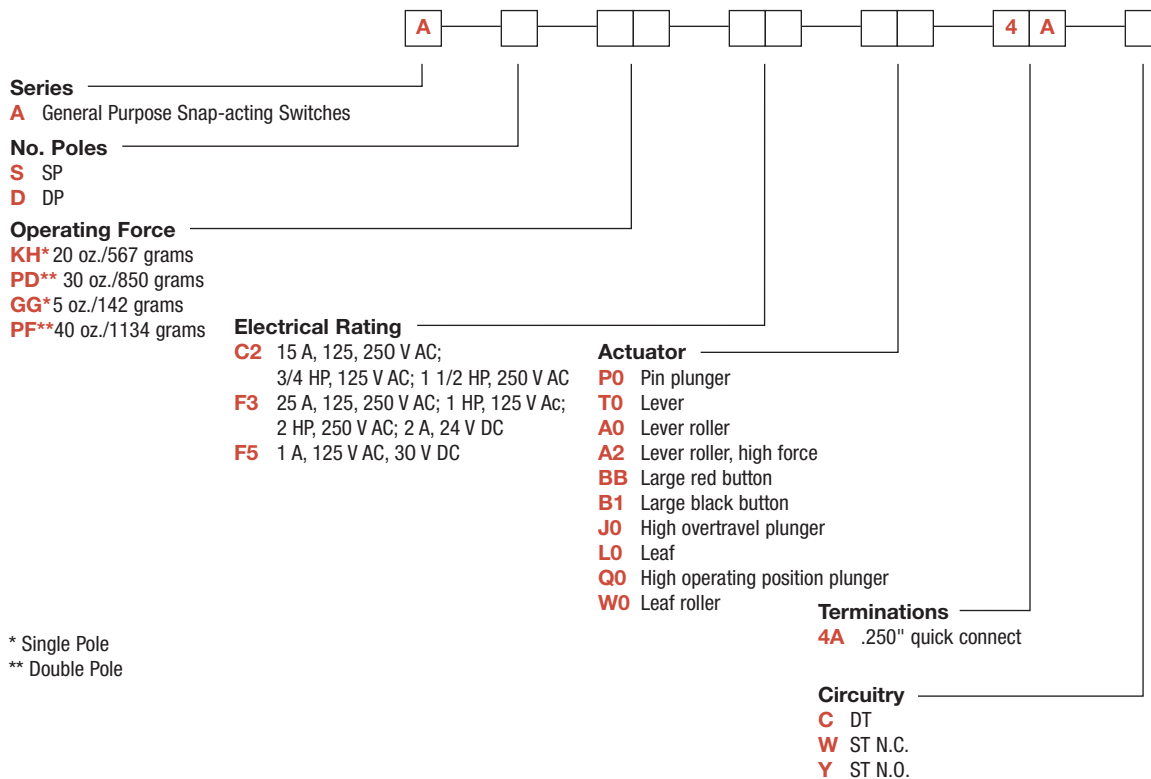 A 4 A
Series
A General Purpose Snap-acting Switches
No. Poles
S SP
D DP
Operating Force
KH* 20 oz./567 grams
PD** 30 oz./850 grams
GG* 5 oz./142 grams
PF** 40 oz./1134 grams
Electrical Rating
C2 15 A, 125, 250 V AC;
3/4 HP, 125 V AC; 1 1/2 HP, 250 V AC
F3 25 A, 125, 250 V AC; 1 HP, 125 V Ac;
2 HP, 250 V AC; 2 A, 24 V DC
F5 1 A, 125 V AC, 30 V DC
Actuator
P0 Pin plunger
T0 Lever
A0 Lever roller
A2 Lever roller, high force
BB Large red button
B1 Large black button
J0 High overtravel plunger
L0 Leaf
Q0 High operating position plunger
W0 Leaf roller
Terminations
4A .250" quick connect
* Single Pole
** Double Pole
Circuitry
C DT
W ST N.C.
Y ST N.O.